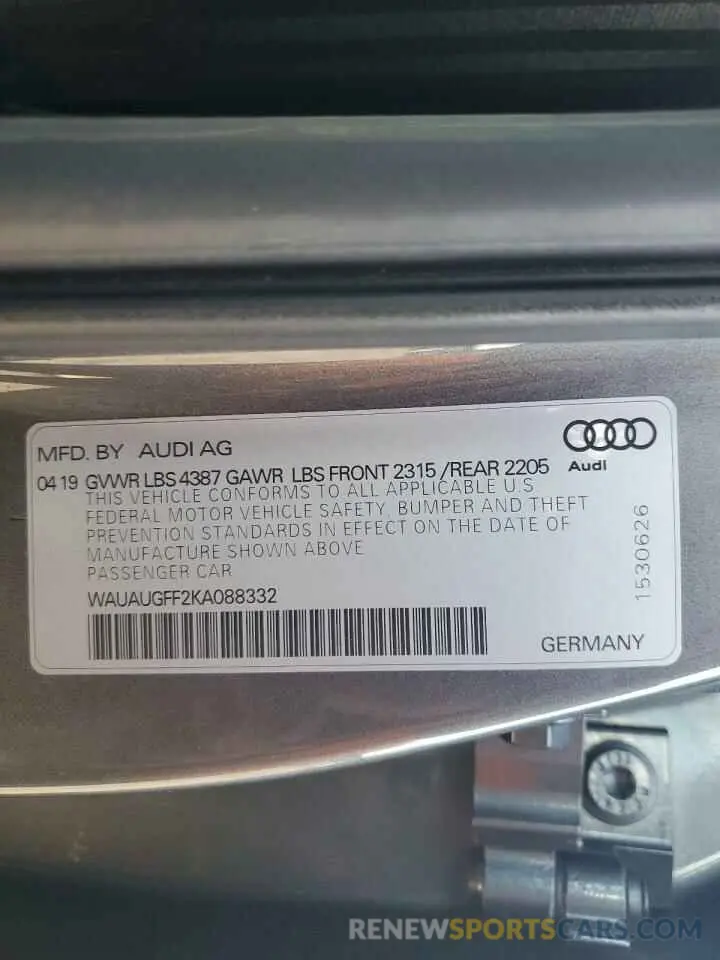 MFD. BY AUDI AG
Audi
04 19 GVWR LBS 4387 GAWR LBS FRONT 2315 /REAR 2205
THIS VEHICLE CONFORMS TO ALL APPLICABLE U.S
FEDERAL MOTOR VEHICLE SAFETY, BUMPER AND THEFT
PREVENTION STANDARDS IN EFFECT ON THE DATE OF
MANUFACTURE SHOWN ABOVE
PASSENGER CAR
WAUAUGFF2KA088332
1530626
GERMANY
RENEWSPORTSCARS.COM